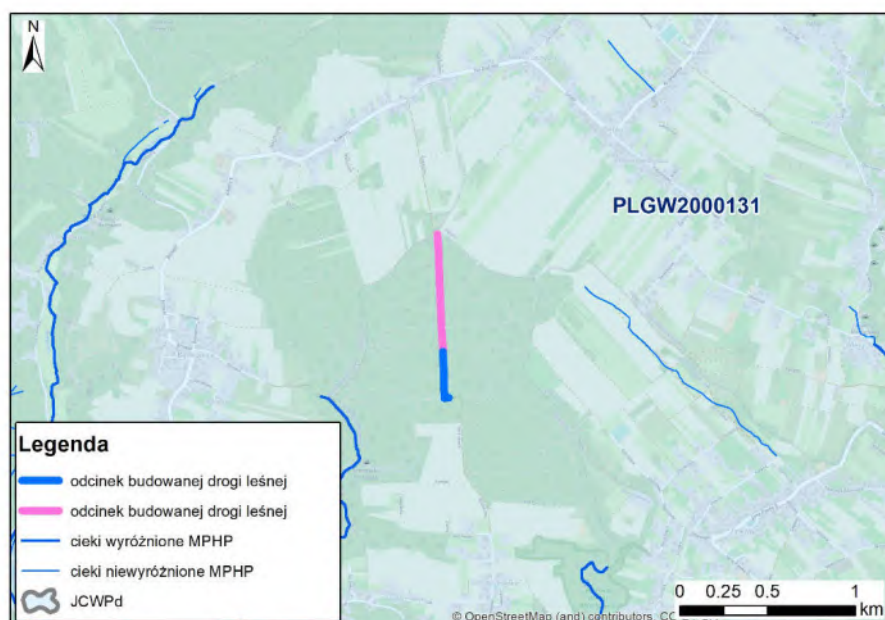 N
PLGW2000131
Legenda
odcinek budowanej drogi leśnej
odcinek budowanej drogi leśnej
cieki wyróżnione MPHP
cieki niewyróżnione MPHP
JCWPd
0 0.25 0.5 1
km
© OpenStreetMap (and) contributors, CC